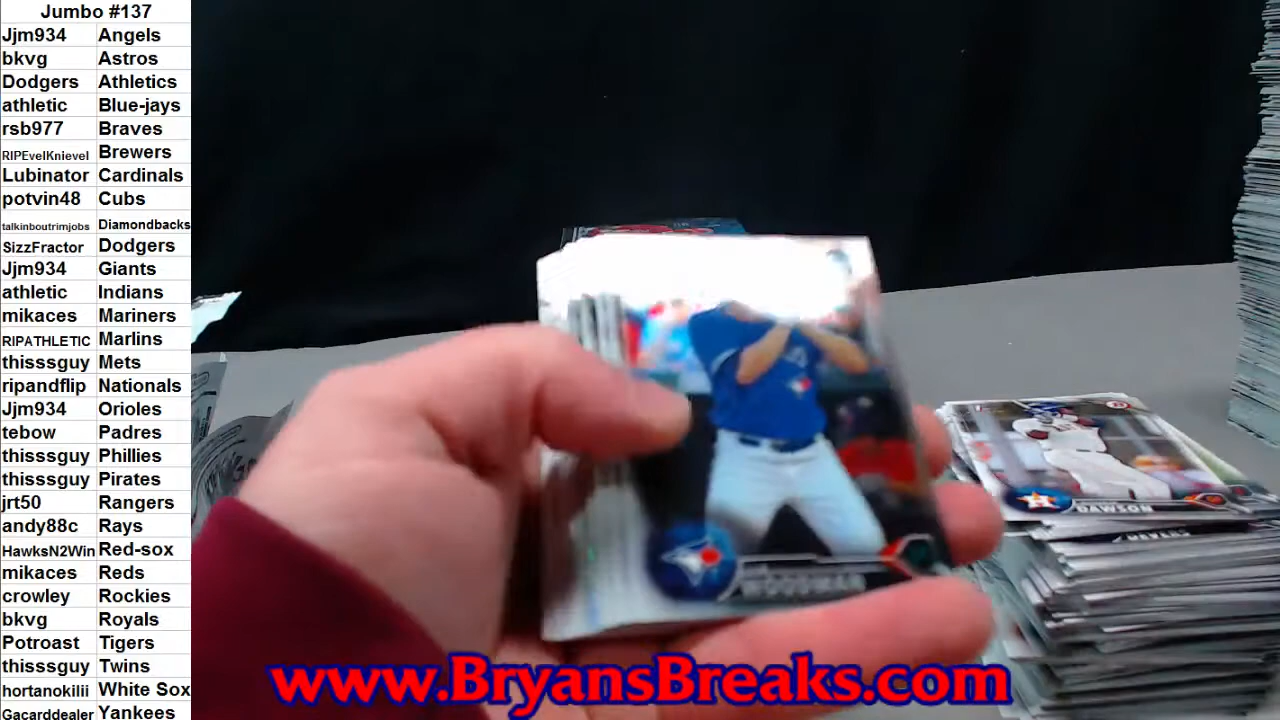 Jumbo #137
Jjm934 Angels
bkvg Astros
Dodgers Athletics
athletic Blue-jays
rsb977 Braves
RIPEvelKnievel Brewers
Lubinator Cardinals
potvin48 Cubs
talkinboutrimjobs Diamondbacks
SizzFractor Dodgers
Jjm934 Giants
athletic Indians
mikaces Mariners
RIPATHLETIC Marlins
thisssguy Mets
ripandflip Nationals
Jjm934 Orioles
tebow Padres
thisssguy Phillies
thisssguy Pirates
jrt50 Rangers
andy88c Rays
HawksN2Win Red-sox
mikaces Reds
crowley Rockies
bkvg Royals
Potroast Tigers
thisssguy Twins
hortanokilii White Sox
Gacarddealer Yankees
WOODMAN
DAWSON
www.BryansBreaks.com